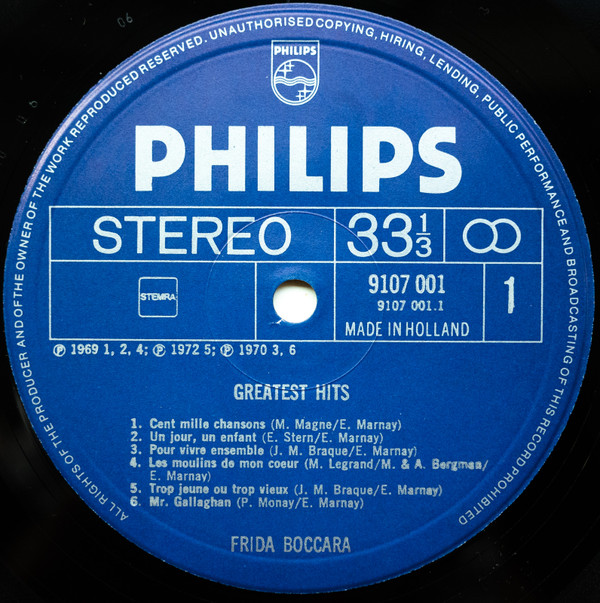 ALL RIGHTS OF THE PRODUCER AND OF THE OWNER OF THE WORK REPRODUCED RESERVED. UNAUTHORISED COPYING, HIRING, LENDING, PUBLIC PERFORMANCE AND BROADCASTING OF THIS RECORD PROHIBITED
PHILIPS
PHILIPS
STEREO 33 1/3
STEMRA
9107 001
9107 001.1
MADE IN HOLLAND
1
Ⓟ 1969 1, 2, 4; Ⓟ 1972 5; Ⓟ 1970 3, 6
GREATEST HITS
1. Cent mille chansons (M. Magne/E. Marnay)
2. Un jour, un enfant (E. Stern/E. Marnay)
3. Pour vivre ensemble (J. M. Braque/E. Marnay)
4. Les moulins de mon coeur (M. Legrand/M. & A. Bergman/
E. Marnay)
5. Trop jeune ou trop vieux (J. M. Braque/E. Marnay)
6. Mr. Gallaghan (P. Monay/E. Marnay)
FRIDA BOCCARA